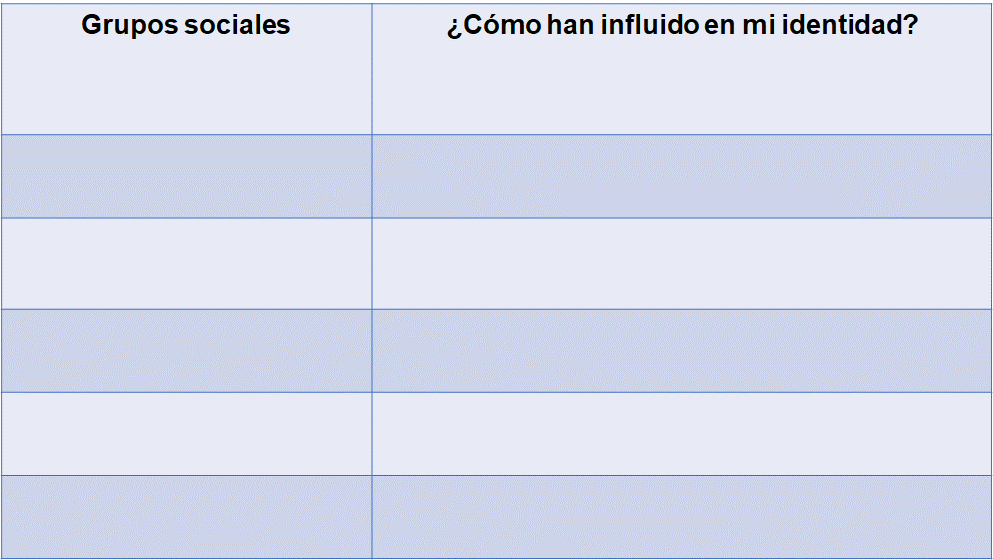 Grupos sociales
¿Cómo han influido en mi identidad?